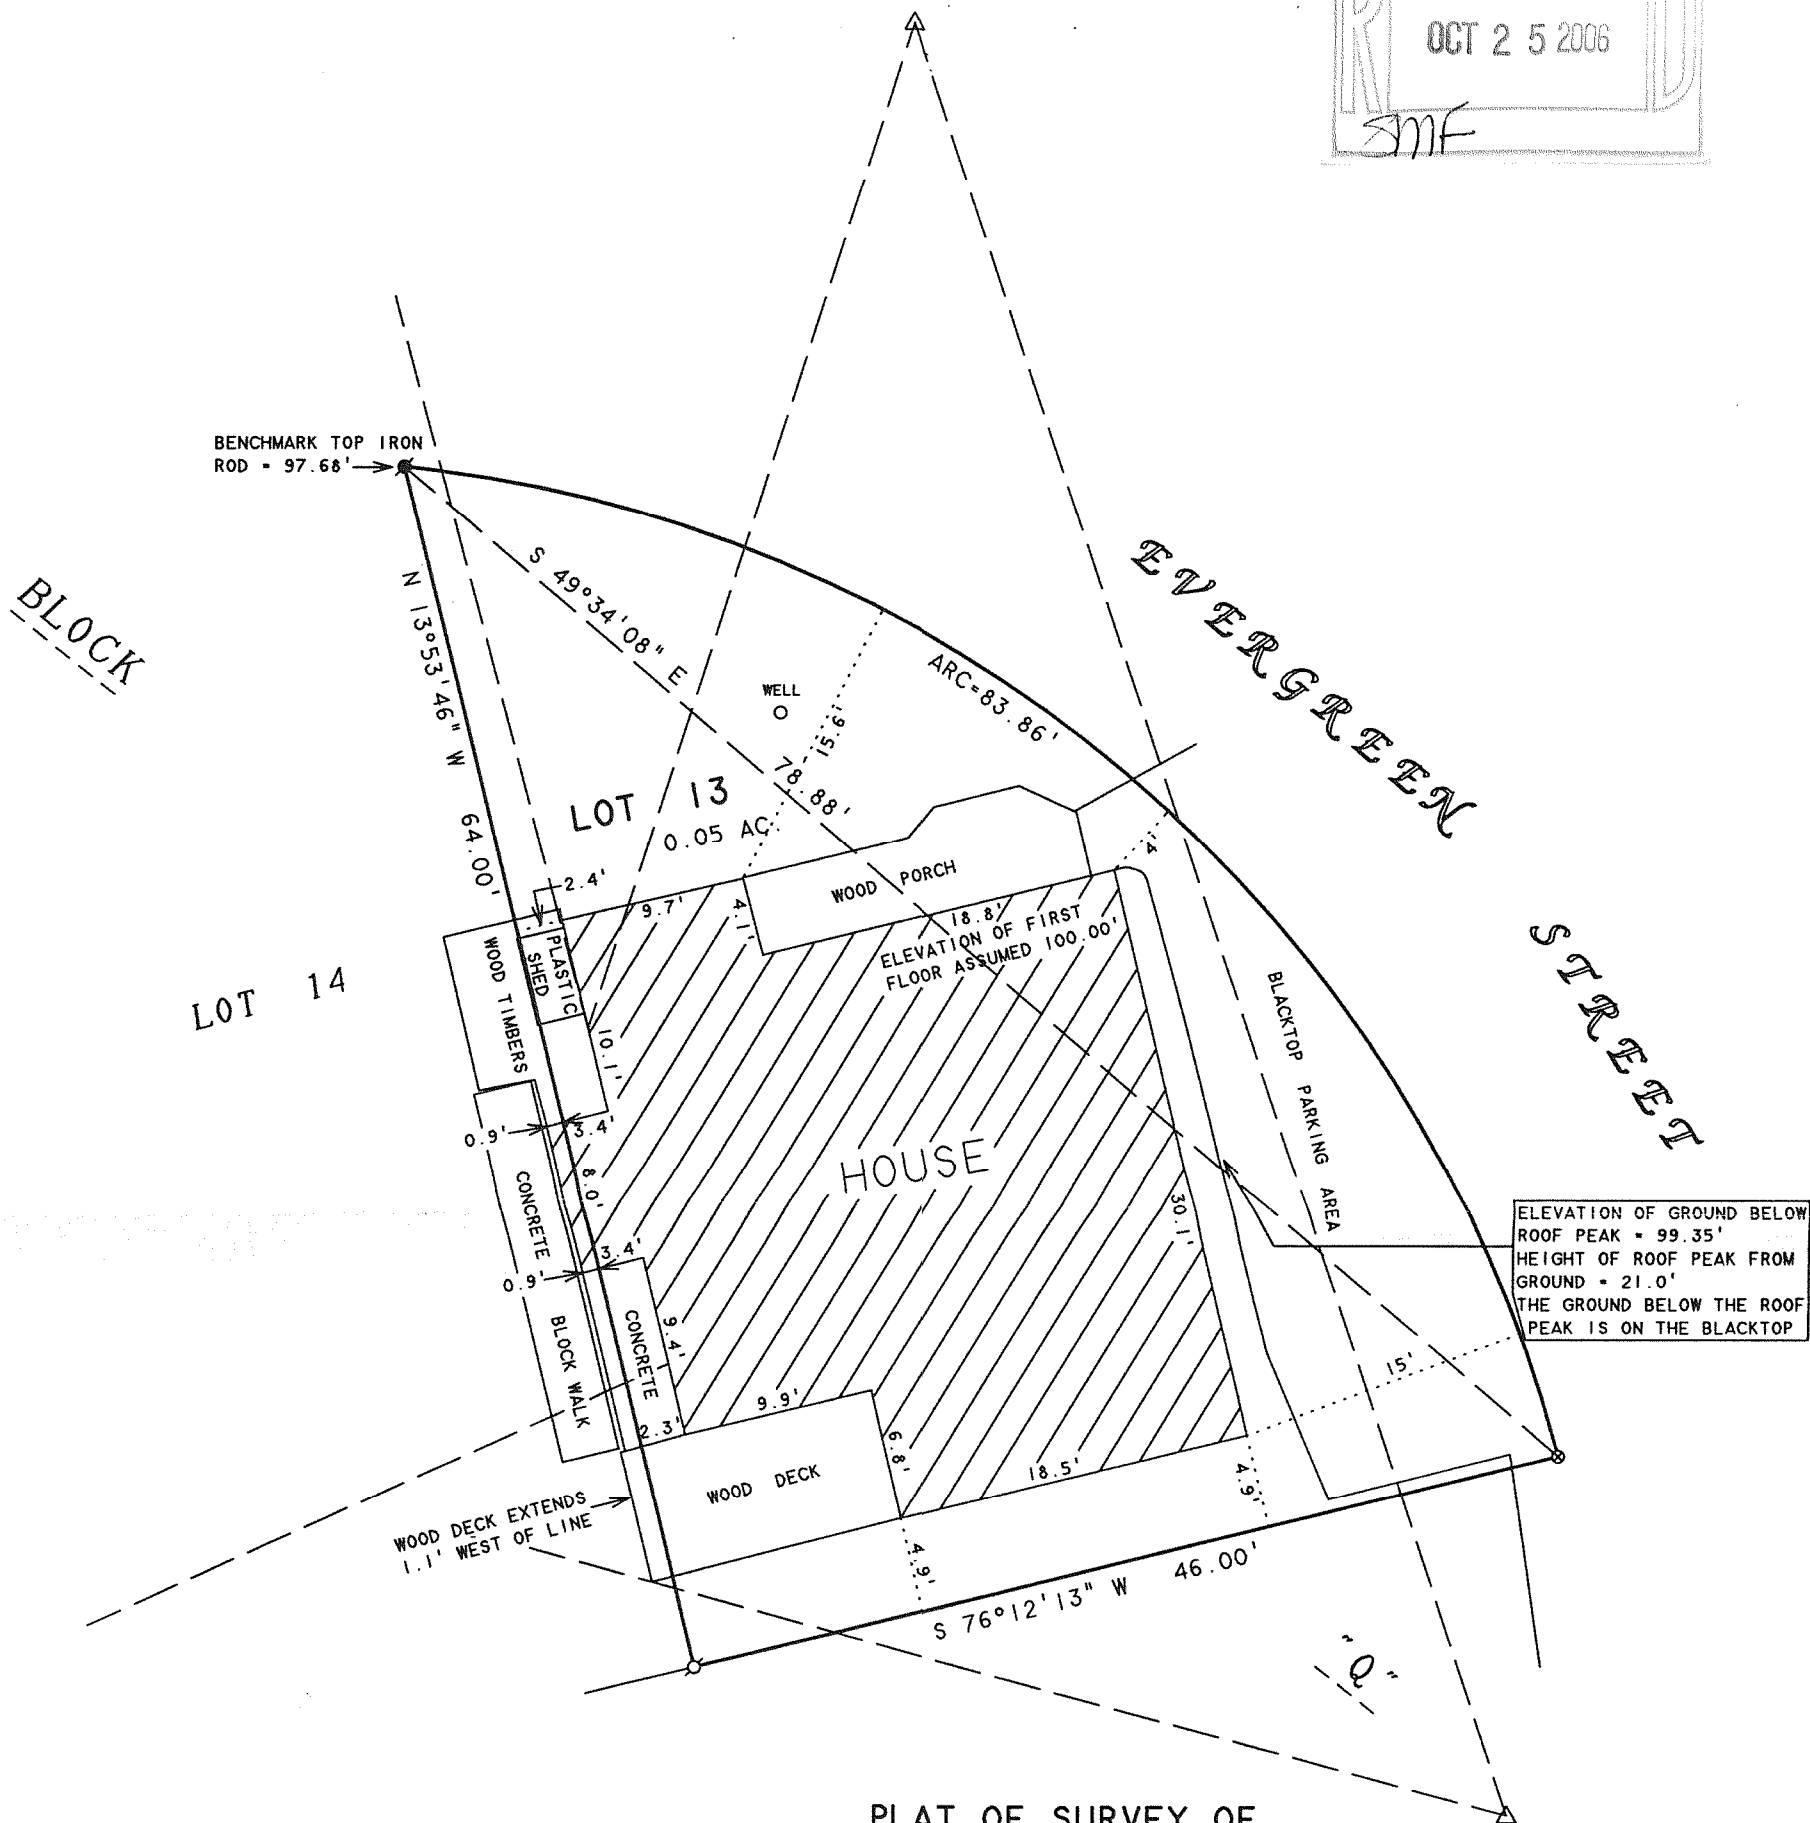 OCT 2 5 2006
SMF
BENCHMARK TOP IRON
ROD = 97.68'
BLOCK
N 13°53'46" W 64.00'
S 49°34'08" E 78.88'
WELL
15.6'
ARC=83.86'
EVERGREEN STREET
LOT 13
0.05 AC.
2.4'
9.7'
4.1'
WOOD PORCH
4'
18.8'
ELEVATION OF FIRST
FLOOR ASSUMED 100.00'
LOT 14
WOOD TIMBERS
PLASTIC
SHED
10.1'
BLACKTOP PARKING AREA
0.9'
3.4'
8.0'
HOUSE
30.1'
CONCRETE BLOCK WALK
3.4'
0.9'
ELEVATION OF GROUND BELOW
ROOF PEAK = 99.35'
HEIGHT OF ROOF PEAK FROM
GROUND = 21.0'
THE GROUND BELOW THE ROOF
PEAK IS ON THE BLACKTOP
CONCRETE
9.4'
15'
2.3'
9.9'
6.8'
18.5'
4.9'
WOOD DECK
WOOD DECK EXTENDS
1.1' WEST OF LINE
4.9'
S 76°12'13" W 46.00'
"Q"
PLAT OF SURVEY OF